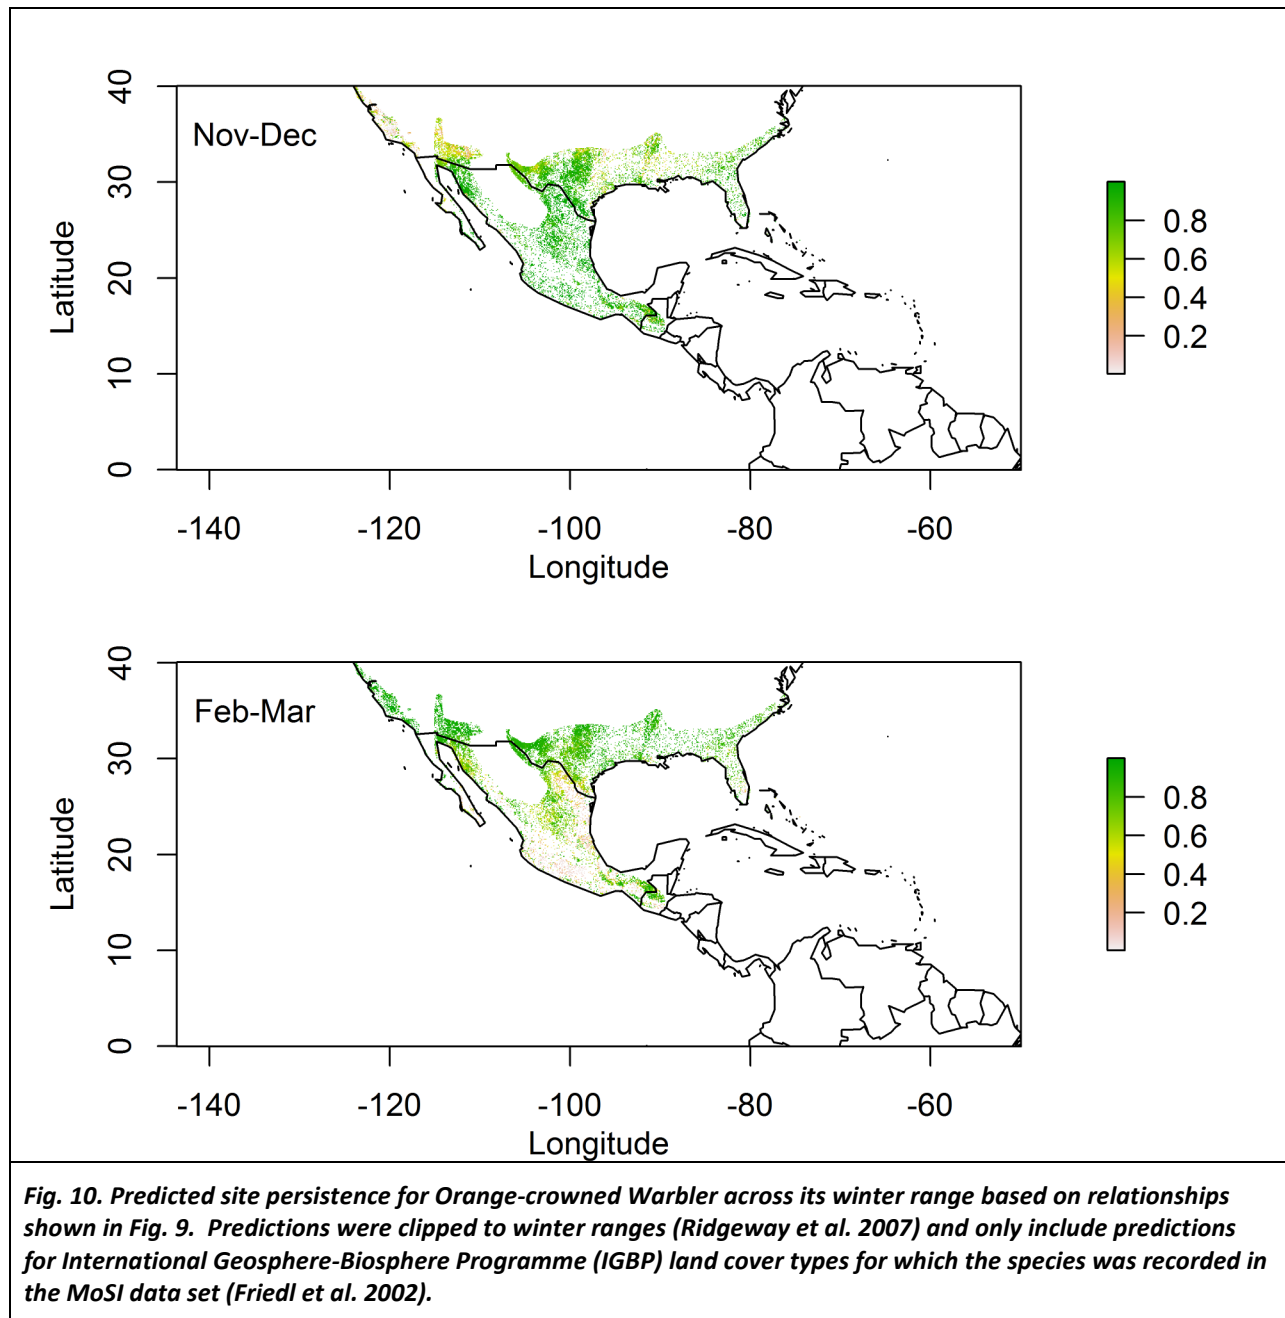 Nov-Dec
40
30
20
10
0
Latitude
-140 -120 -100 -80 -60
Longitude
0.8
0.6
0.4
0.2
Feb-Mar
40
30
20
10
0
Latitude
-140 -120 -100 -80 -60
Longitude
0.8
0.6
0.4
0.2
Fig. 10. Predicted site persistence for Orange-crowned Warbler across its winter range based on relationships
shown in Fig. 9. Predictions were clipped to winter ranges (Ridgeway et al. 2007) and only include predictions
for International Geosphere-Biosphere Programme (IGBP) land cover types for which the species was recorded in
the MoSI data set (Friedl et al. 2002).